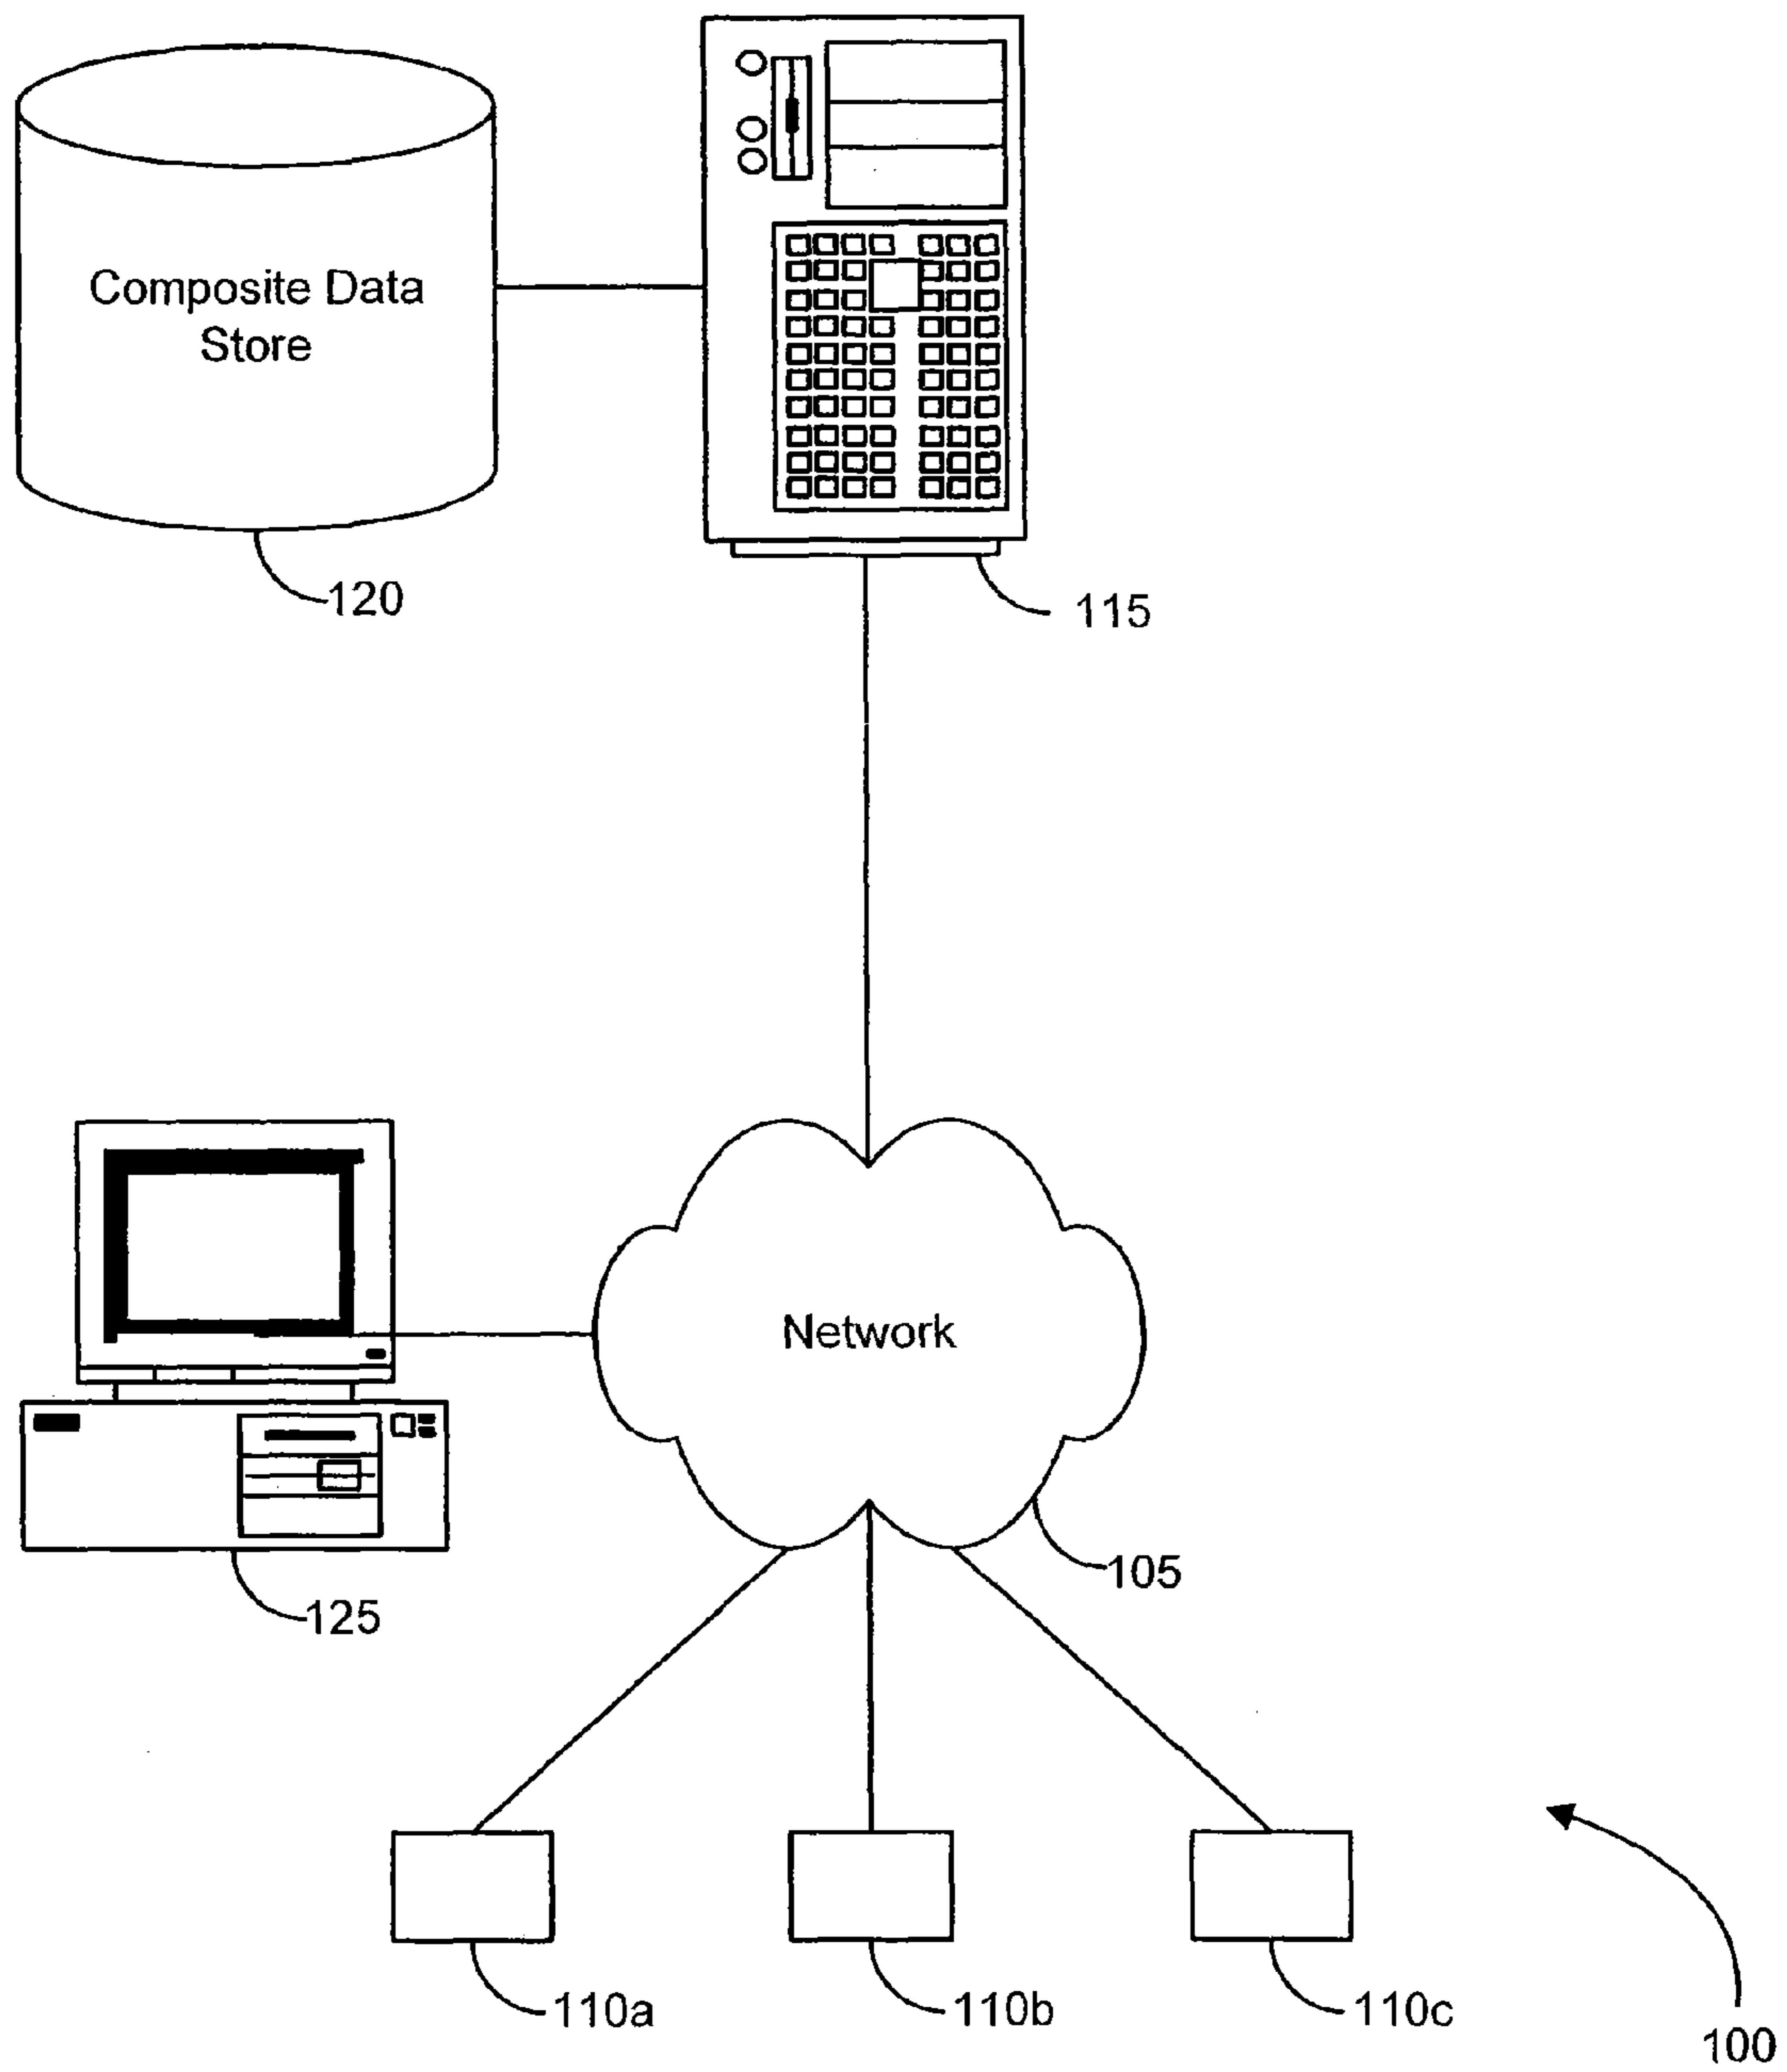 Composite Data
Store
120
115
Network
105
125
110a
110b
110c
100